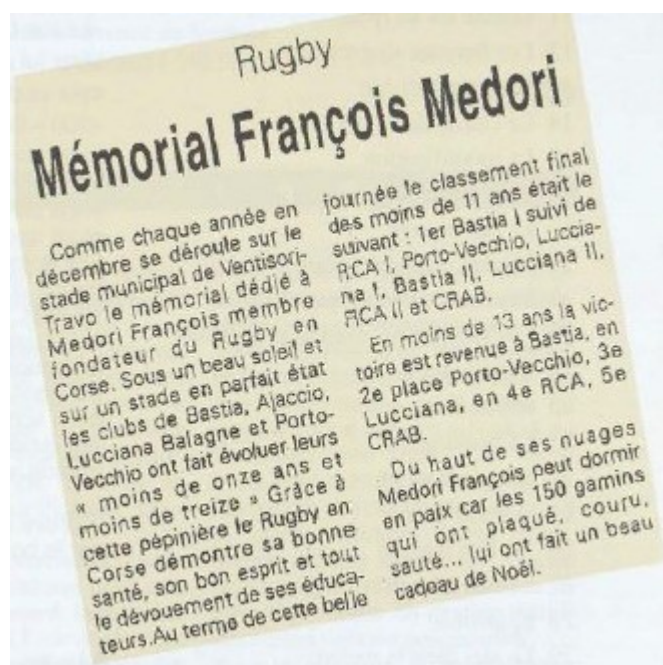 Rugby
Mémorial François Medori
Comme chaque année en
décembre se déroule sur le
stade municipal de Ventisori-
Travo le mémorial dédié à
Medori François membre
fondateur du Rugby en
Corse. Sous un beau soleil et
sur un stade en parfait état
les clubs de Bastia, Ajaccio,
Lucciana Balagne et Porto-
Vecchio ont fait évoluer leurs
« moins de onze ans et
moins de treize » Grâce à
cette pépinière le Rugby en
Corse démontre sa bonne
santé, son bon esprit et tout
le dévouement de ses éduca-
teurs.Au terme de cette belle
journée le classement final
des moins de 11 ans était le
suivant : 1er Bastia I suivi de
RCA I, Porto-Vecchio, Luccia-
na I, Bastia II, Lucciana II,
RCA II et CRAB.
En moins de 13 ans la vic-
toire est revenue à Bastia, en
2e place Porto-Vecchio, 3e
Lucciana, en 4e RCA, 5e
CRAB.
Du haut de ses nuages
Medori François peut dormir
en paix car les 150 gamins
qui ont plaqué, couru,
sauté... lui ont fait un beau
cadeau de Noël.